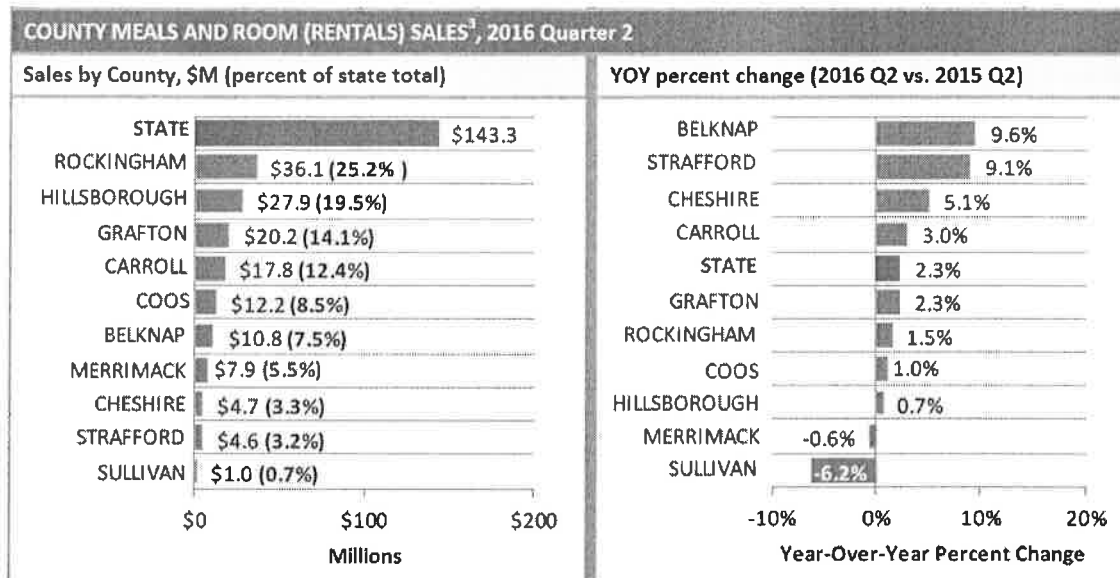 COUNTY MEALS AND ROOM (RENTALS) SALES³, 2016 Quarter 2
Sales by County, $M (percent of state total)
STATE $143.3
ROCKINGHAM $36.1 (25.2% )
HILLSBOROUGH $27.9 (19.5%)
GRAFTON $20.2 (14.1%)
CARROLL $17.8 (12.4%)
COOS $12.2 (8.5%)
BELKNAP $10.8 (7.5%)
MERRIMACK $7.9 (5.5%)
CHESHIRE $4.7 (3.3%)
STRAFFORD $4.6 (3.2%)
SULLIVAN $1.0 (0.7%)
$0 $100 $200
Millions
YOY percent change (2016 Q2 vs. 2015 Q2)
BELKNAP 9.6%
STRAFFORD 9.1%
CHESHIRE 5.1%
CARROLL 3.0%
STATE 2.3%
GRAFTON 2.3%
ROCKINGHAM 1.5%
COOS 1.0%
HILLSBOROUGH 0.7%
MERRIMACK -0.6%
SULLIVAN -6.2%
-10% 0% 10% 20%
Year-Over-Year Percent Change